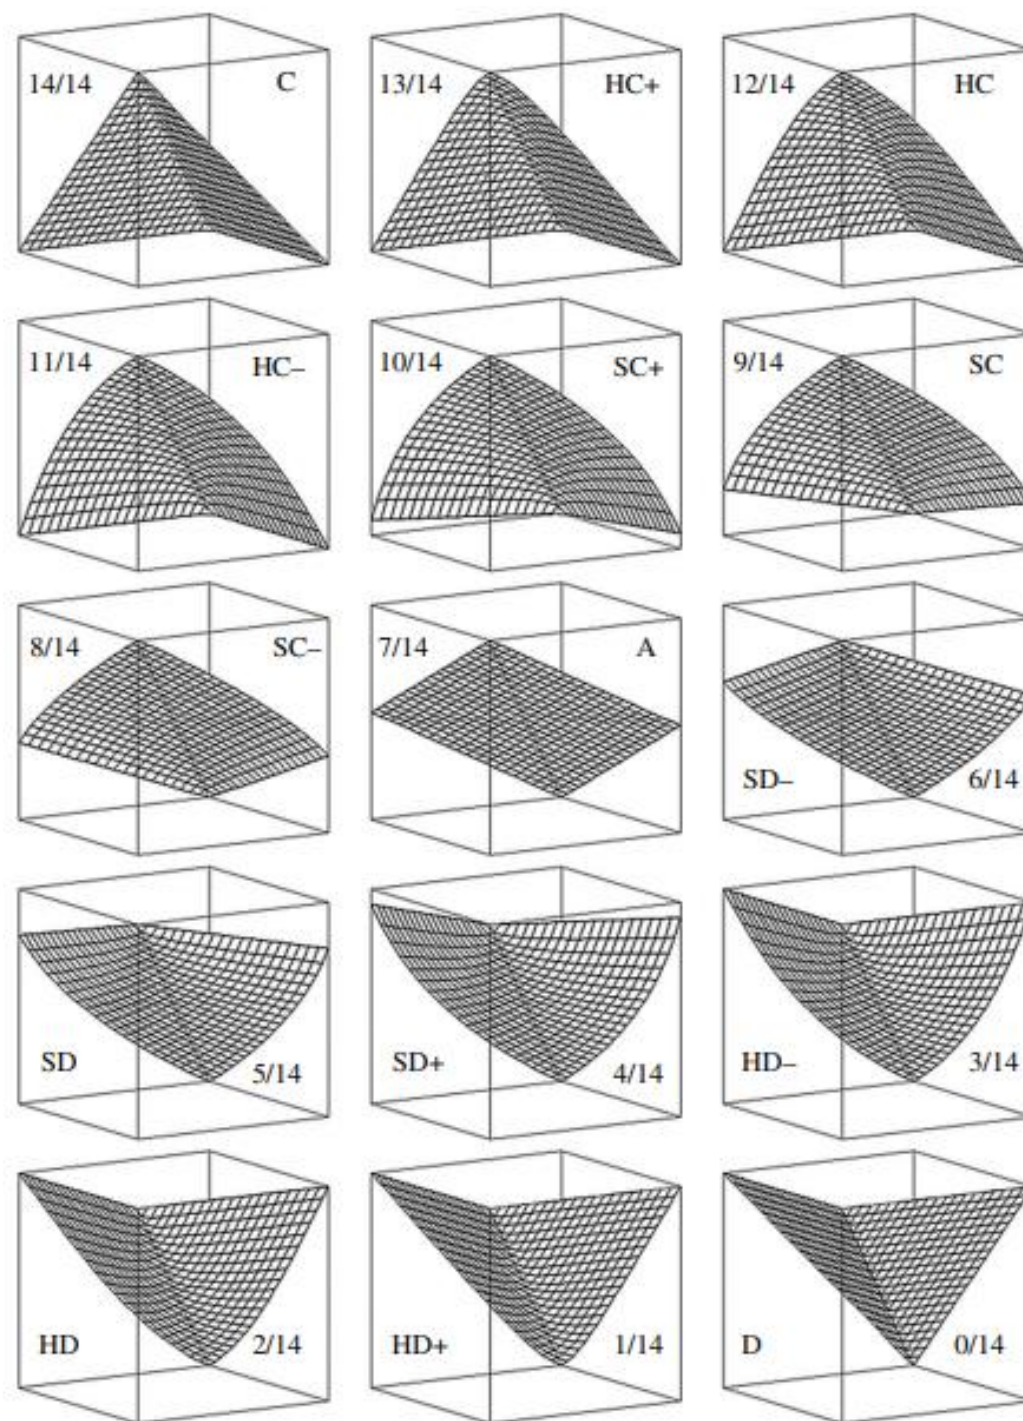 14/14 C 13/14 HC+ 12/14 HC
11/14 HC– 10/14 SC+ 9/14 SC
8/14 SC– 7/14 A
SD– 6/14
SD 5/14 SD+ 4/14 HD– 3/14
HD 2/14 HD+ 1/14 D 0/14